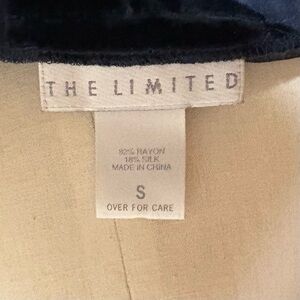 THE LIMITED
82% RAYON
18% SILK
MADE IN CHINA
S
OVER FOR CARE